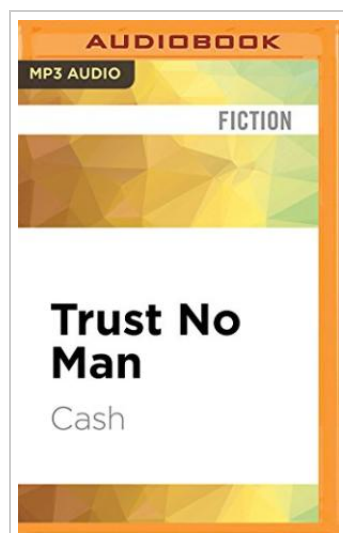 AUDIOBOOK
MP3 AUDIO
FICTION
Trust No
Man
Cash